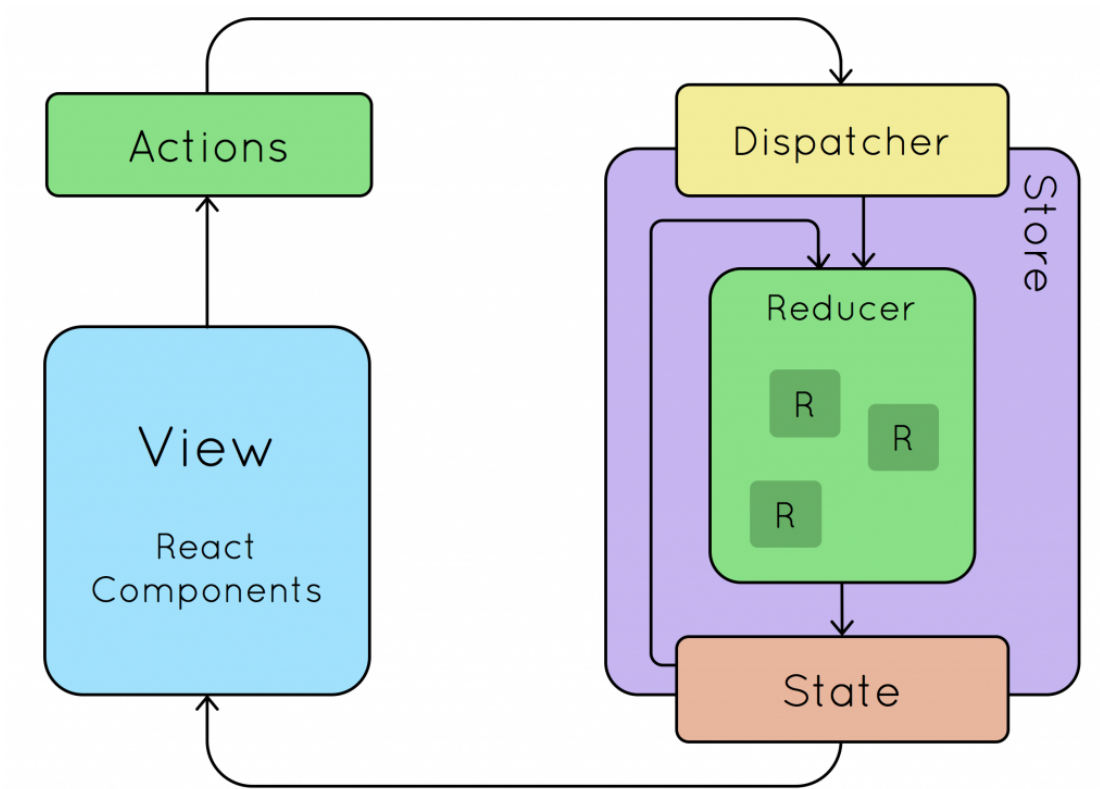 Actions
Dispatcher
Store
Reducer
R
R
R
View
React
Components
State